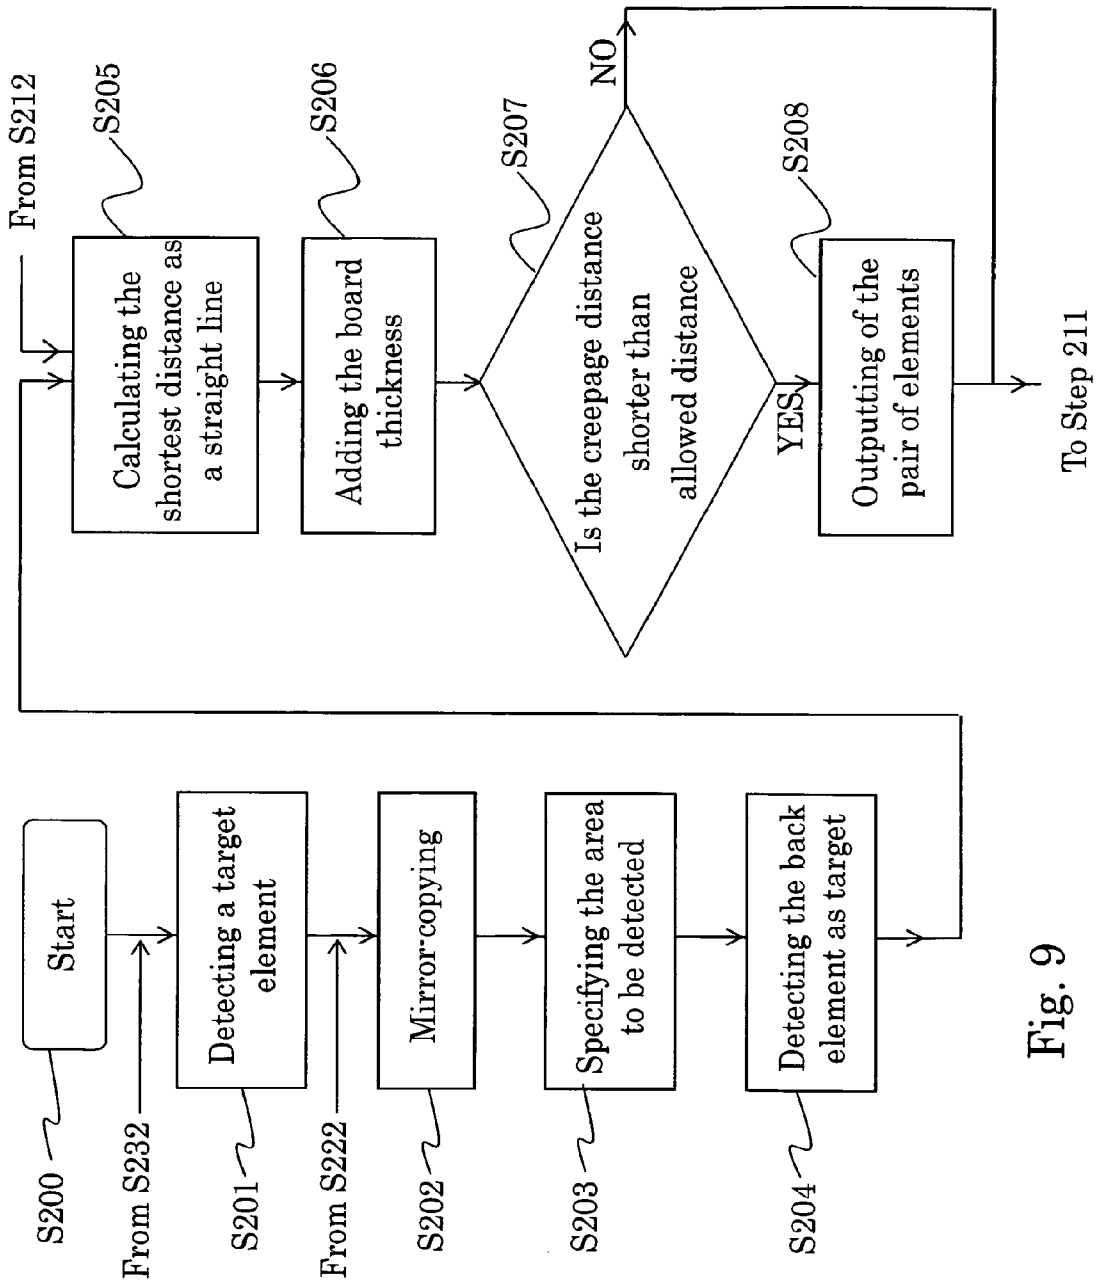 S200
Start
From S232
S201
Detecting a target
element
From S222
S202
Mirror-copying
S203
Specifying the area
to be detected
S204
Detecting the back
element as target
From S212
S205
Calculating the
shortest distance as
a straight line
S206
Adding the board
thickness
S207
Is the creepage distance
shorter than
allowed distance
NO
YES
S208
Outputting of the
pair of elements
To Step 211
Fig. 9